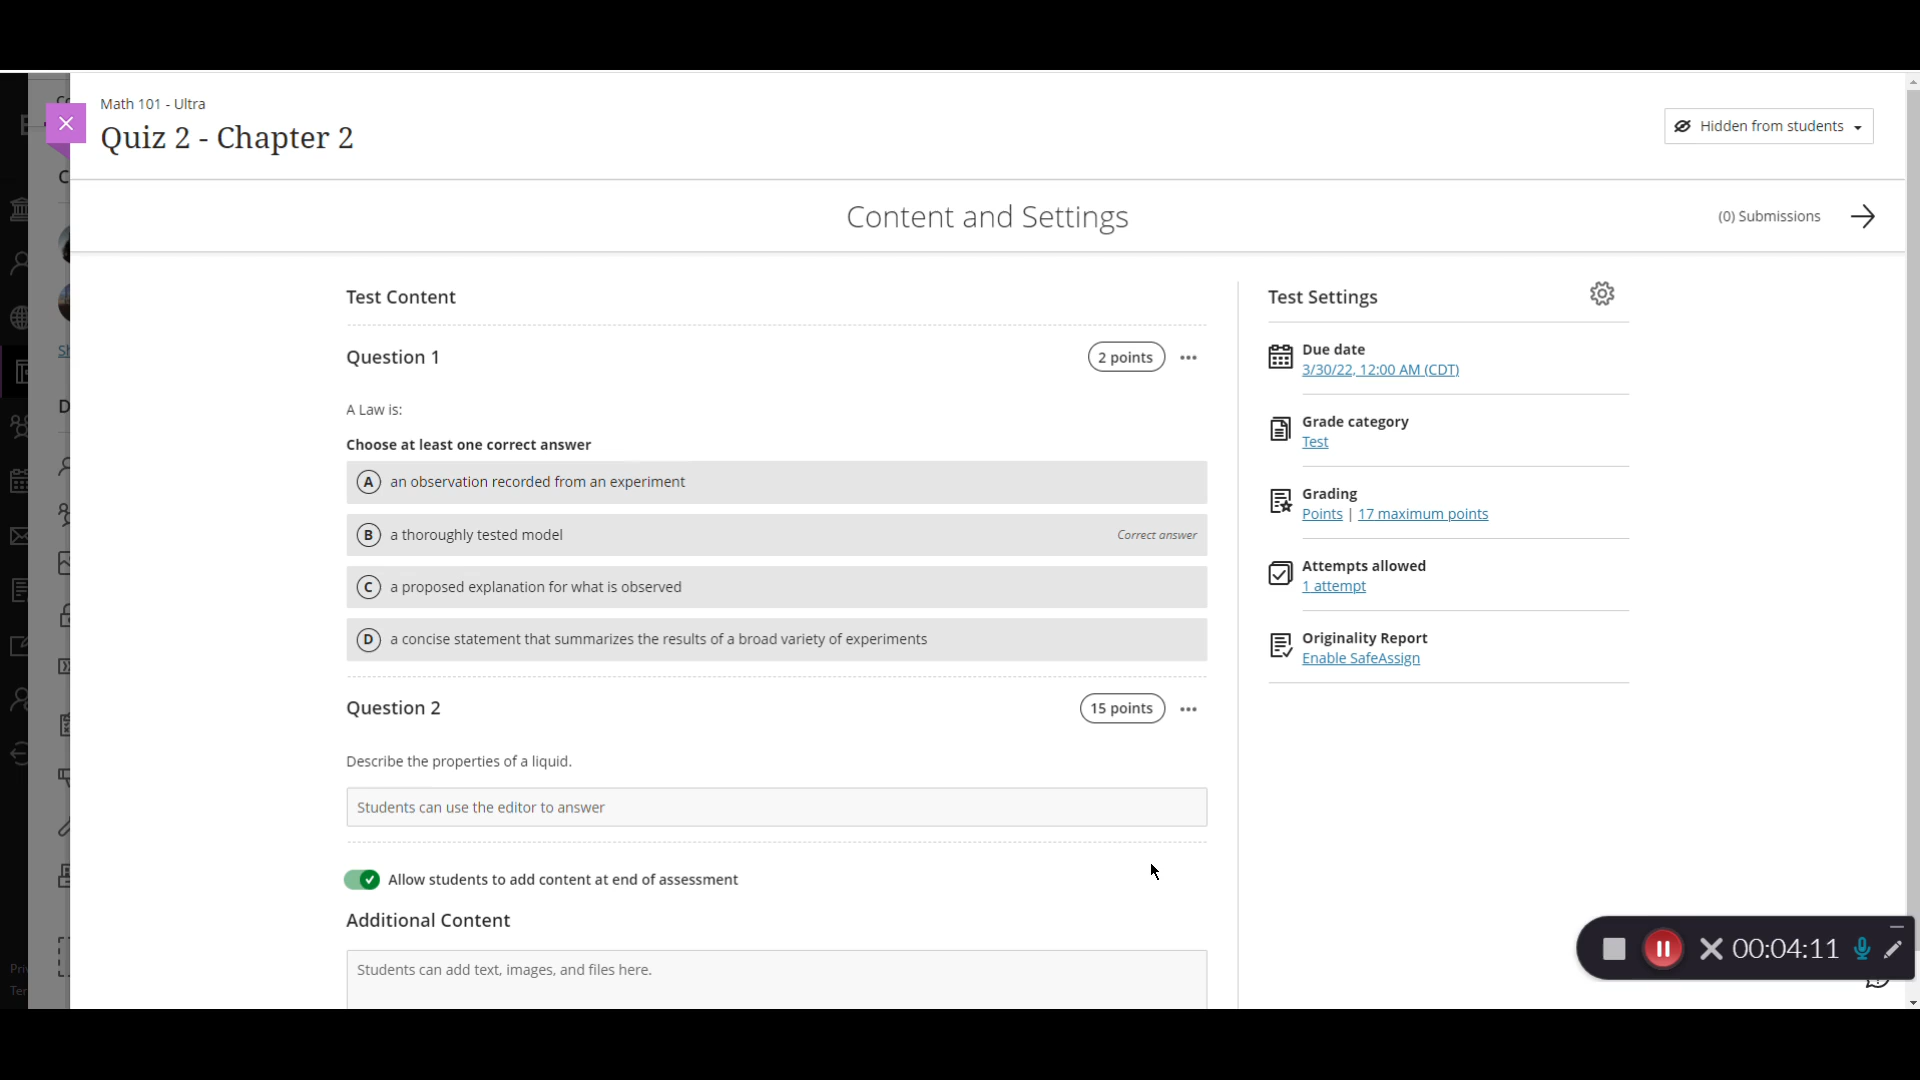 Math 101 - Ultra
Quiz 2 - Chapter 2
Hidden from students
Content and Settings
(0) Submissions
Test Content
Question 1
2 points
A Law is:
Choose at least one correct answer
A an observation recorded from an experiment
B a thoroughly tested model
Correct answer
C a proposed explanation for what is observed
D a concise statement that summarizes the results of a broad variety of experiments
Question 2
15 points
Describe the properties of a liquid.
Students can use the editor to answer
Allow students to add content at end of assessment
Additional Content
Students can add text, images, and files here.
Test Settings
Due date
3/30/22, 12:00 AM (CDT)
Grade category
Test
Grading
Points | 17 maximum points
Attempts allowed
1 attempt
Originality Report
Enable SafeAssign
00:04:11